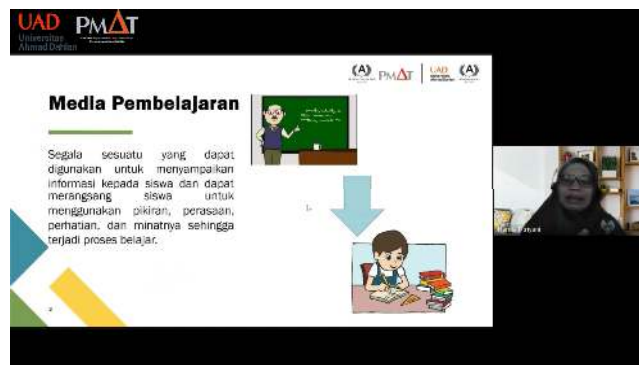 UAD PMAT
Universitas
Ahmad Dahlan
PMAT UAD
Media Pembelajaran
Segala sesuatu yang dapat
digunakan untuk menyampaikan
informasi kepada siswa dan dapat
merangsang siswa untuk
menggunakan pikiran, perasaan,
perhatian, dan minatnya sehingga
terjadi proses belajar.